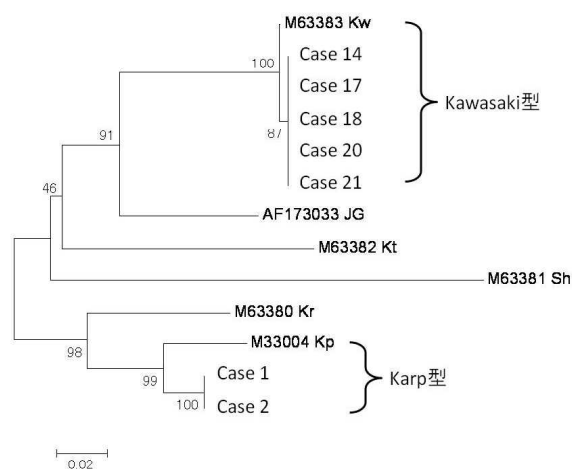 M63383 Kw
Case 14
100
Case 17
Kawasaki型
Case 18
87
91
Case 20
Case 21
46
AF173033 JG
M63382 Kt
M63381 Sh
M63380 Kr
98
M33004 Kp
Case 1
99
Karp型
100
Case 2
0.02